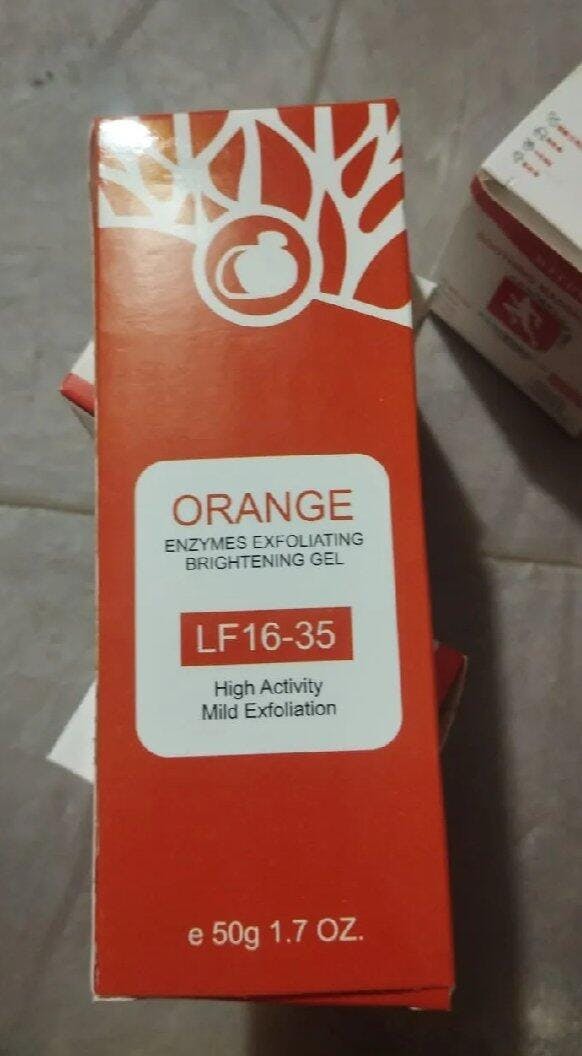 ORANGE
ENZYMES EXFOLIATING
BRIGHTENING GEL
LF16-35
High Activity
Mild Exfoliation
e 50g 1.7 OZ.